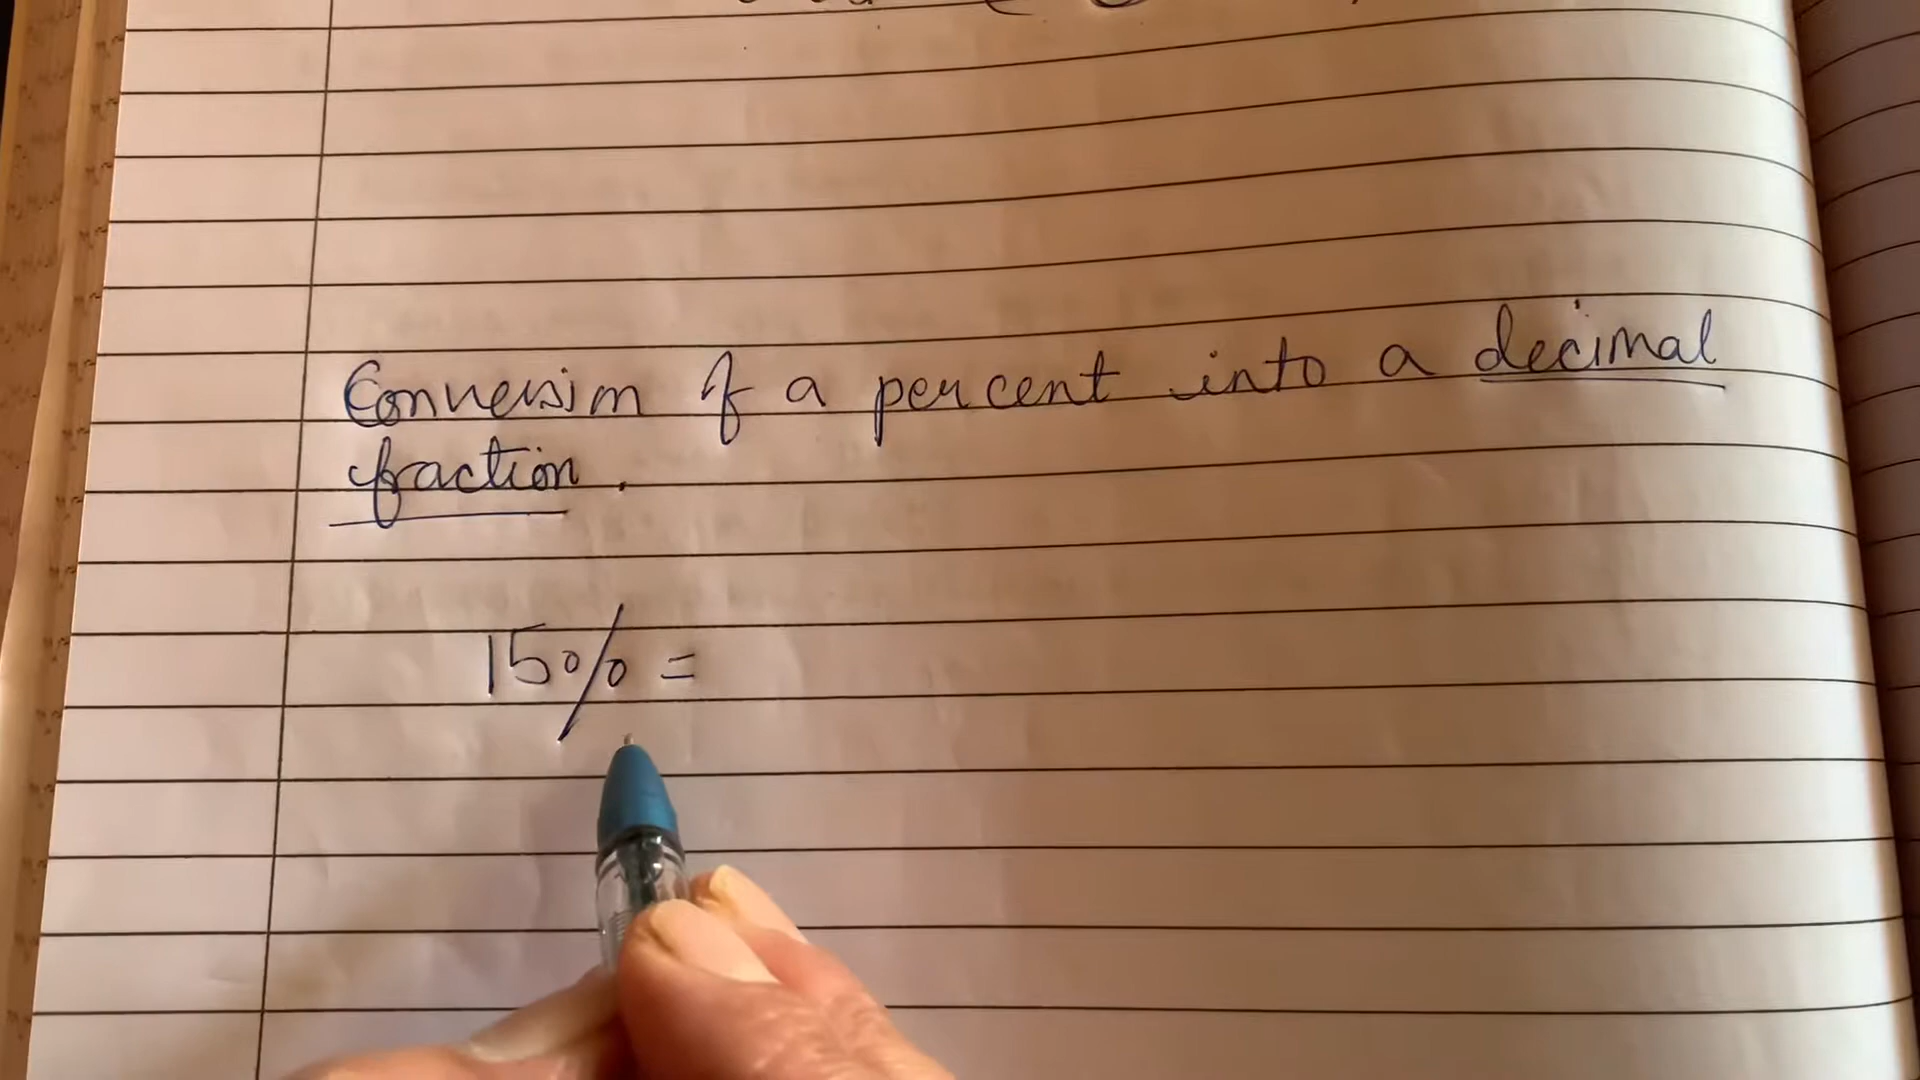 Conversion of a percent into a decimal
fraction.
15% =